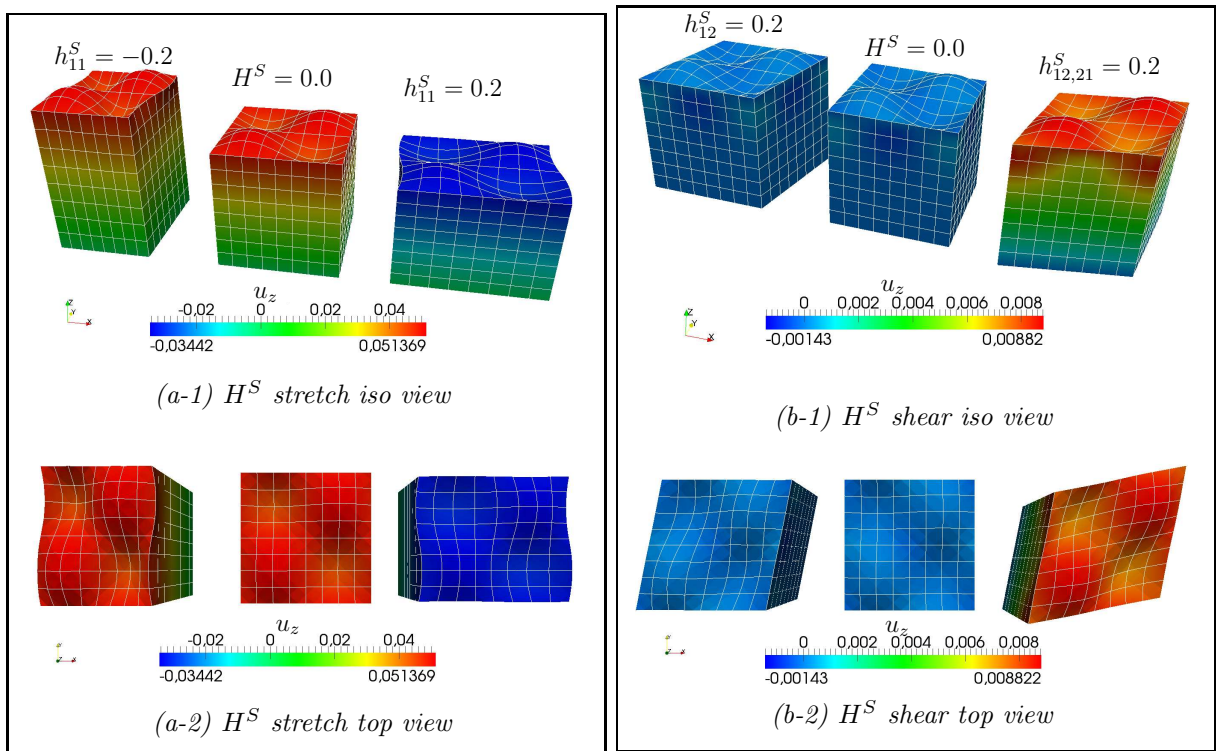 h_{11}^S = −0.2
H^S = 0.0
h_{11}^S = 0.2
u_z
-0.02 0 0,02 0.04
-0,03442 0,051369
Z
Y
X
(a-1) H^S stretch iso view
u_z
-0.02 0 0.02 0.04
-0,03442 0,051369
Y
Z X
(a-2) H^S stretch top view
h_{12}^S = 0.2
H^S = 0.0
h_{12,21}^S = 0.2
u_z
0 0,002 0,004 0,006 0,008
-0,00143 0,00882
Z
Y
X
(b-1) H^S shear iso view
u_z
0 0,002 0,004 0,006 0,008
-0,00143 0,008822
Y
Z X
(b-2) H^S shear top view